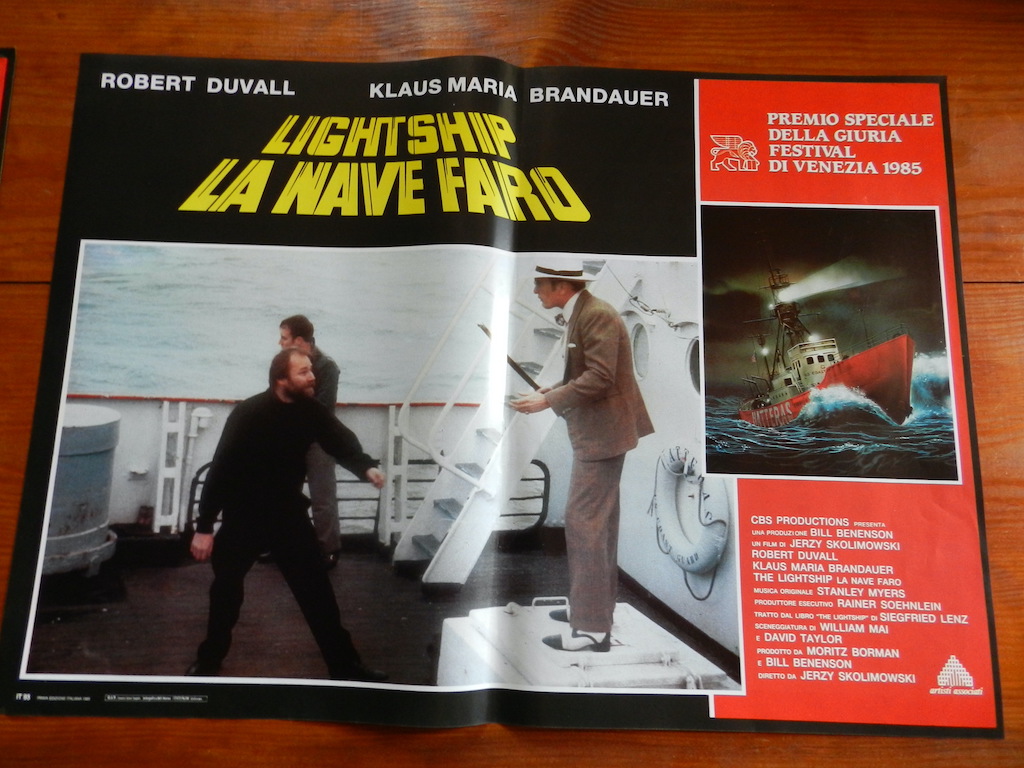 ROBERT DUVALL
KLAUS MARIA BRANDAUER
LIGHTSHIP
LA NAVE FARO
PREMIO SPECIALE
DELLA GIURIA
FESTIVAL
DI VENEZIA 1985
HATTERAS
CBS PRODUCTIONS PRESENTA
UNA PRODUZIONE BILL BENENSON
UN FILM DI JERZY SKOLIMOWSKI
ROBERT DUVALL
KLAUS MARIA BRANDAUER
THE LIGHTSHIP LA NAVE FARO
MUSICA ORIGINALE STANLEY MYERS
PRODUTTORE ESECUTIVO RAINER SOEHNLEIN
TRATTO DAL LIBRO "THE LIGHTSHIP" DI SIEGFRIED LENZ
SCENEGGIATURA DI WILLIAM MAI
E DAVID TAYLOR
PRODOTTO DA MORITZ BORMAN
E BILL BENENSON
DIRETTO DA JERZY SKOLIMOWSKI
artisti associati